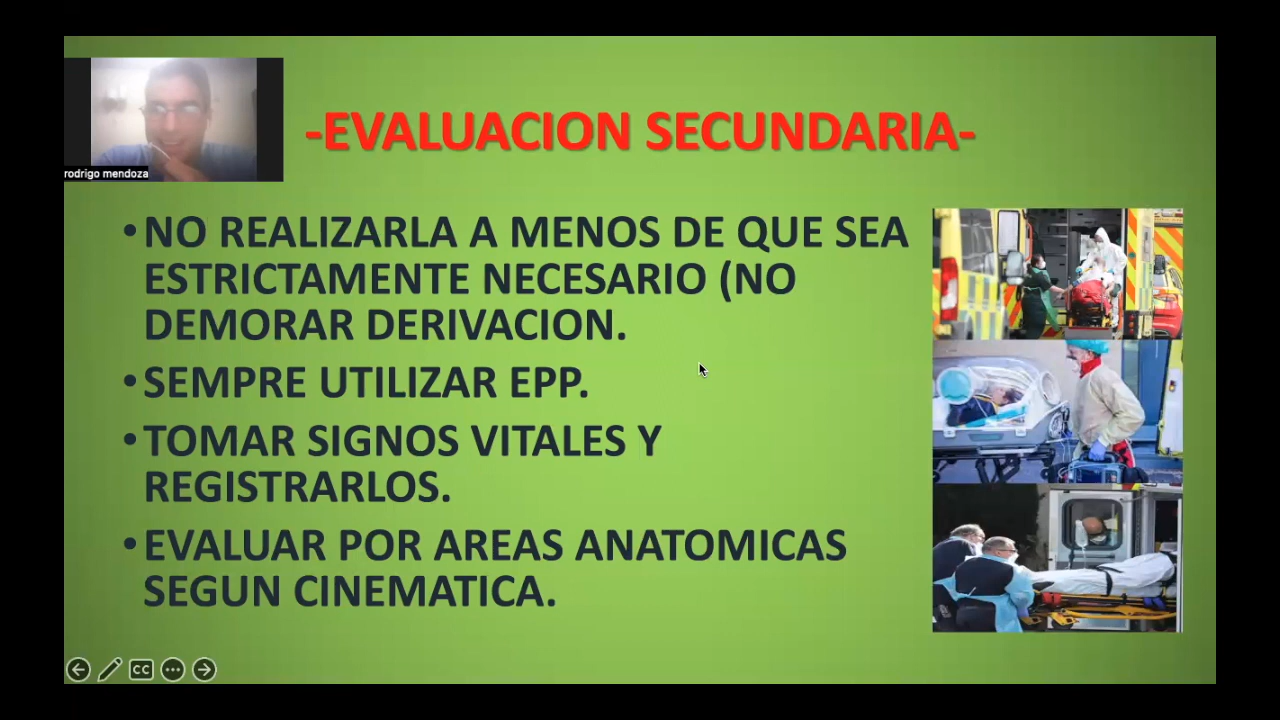 -EVALUACION SECUNDARIA-
rodrigo mendoza
•NO REALIZARLA A MENOS DE QUE SEA
ESTRICTAMENTE NECESARIO (NO
DEMORAR DERIVACION.
•SEMPRE UTILIZAR EPP.
•TOMAR SIGNOS VITALES Y
REGISTRARLOS.
•EVALUAR POR AREAS ANATOMICAS
SEGUN CINEMATICA.
CC